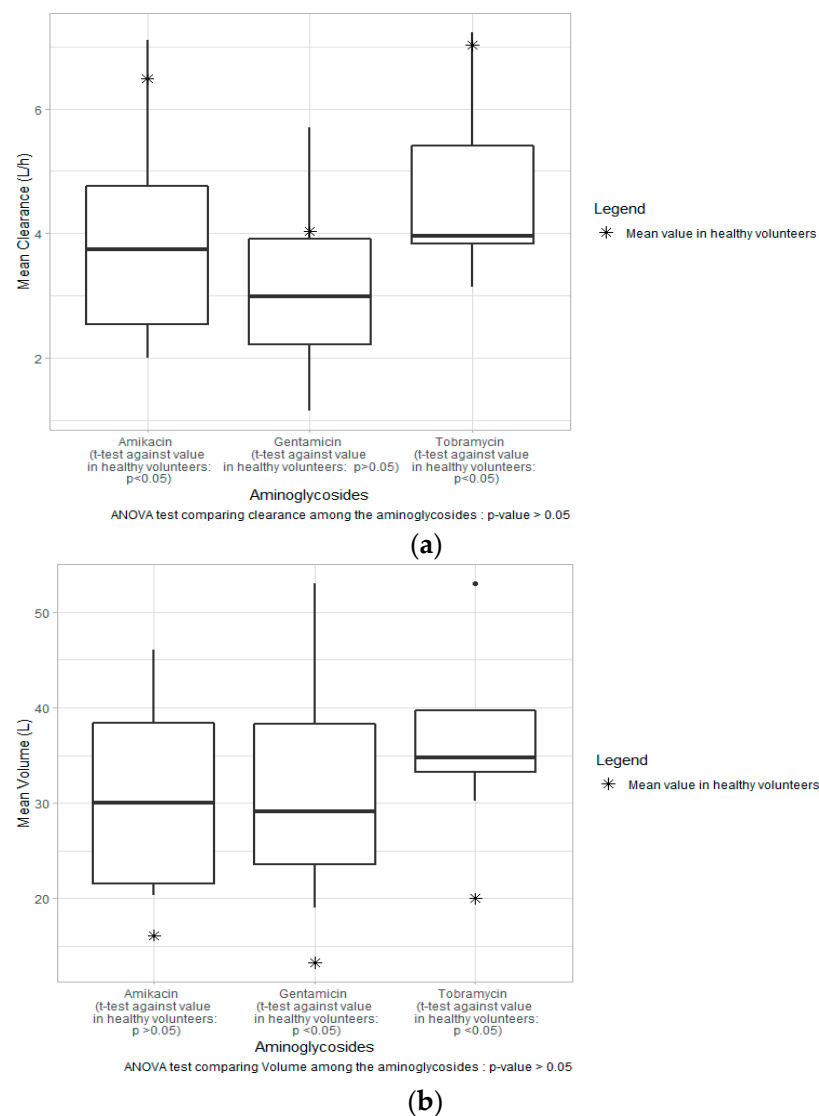 6
4
2
Mean Clearance (L/h)
Legend
Mean value in healthy volunteers
Amikacin
(t-test against value
in healthy volunteers:
p<0.05)
Gentamicin
(t-test against value
in healthy volunteers: p>0.05)
Tobramycin
(t-test against value
in healthy volunteers:
p<0.05)
Aminoglycosides
ANOVA test comparing clearance among the aminoglycosides : p-value > 0.05
(a)
50
40
30
20
Mean Volume (L)
Legend
Mean value in healthy volunteers
Amikacin
(t-test against value
in healthy volunteers:
p >0.05)
Gentamicin
(t-test against value
in healthy volunteers:
p <0.05)
Tobramycin
(t-test against value
in healthy volunteers:
p <0.05)
Aminoglycosides
ANOVA test comparing Volume among the aminoglycosides : p-value > 0.05
(b)